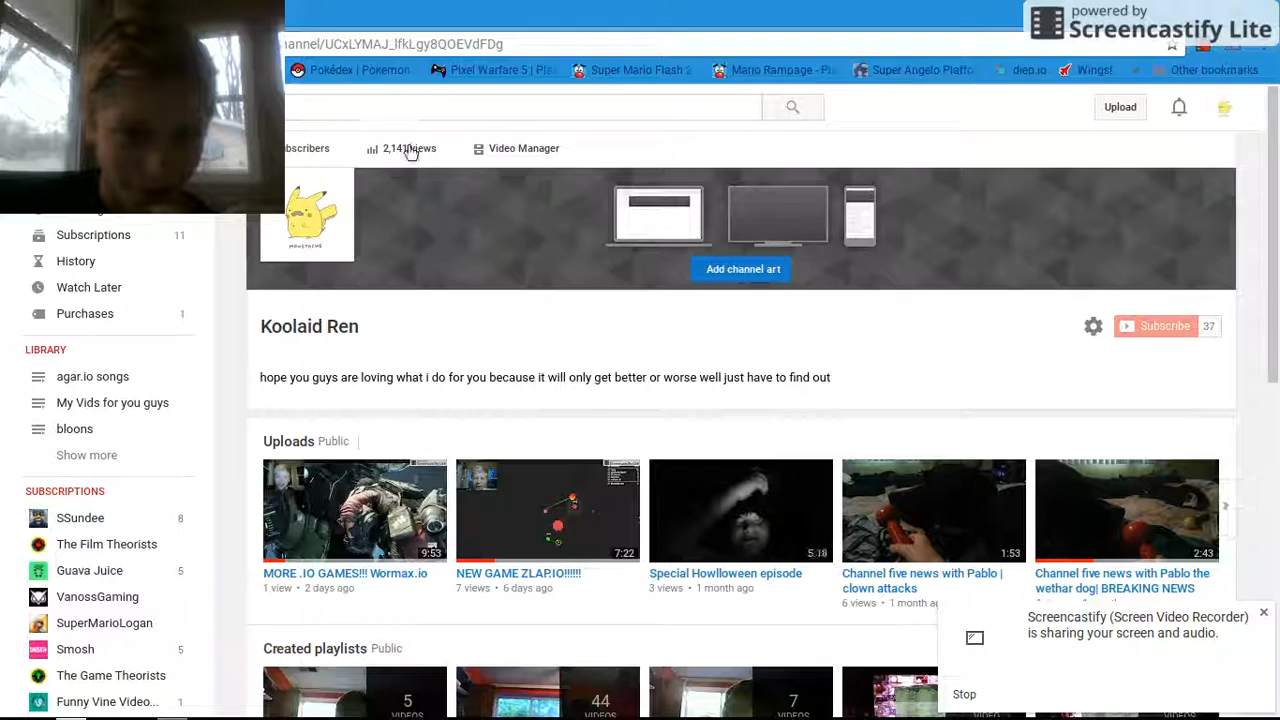 powered by
Screencastify Lite
annel/UCxLYMAJ_lfkLgy8QOEVdFDg
Pokédex | Pokemon
Pixel Warfare 5 | Pla
Super Mario Flash 2
Mario Rampage - Pla
Super Angelo Platfo
diep.io
Wings!
Other bookmarks
Upload
bscribers
2,141 views
Video Manager
MOUSTACHE
Add channel art
Subscriptions 11
History
Watch Later
Purchases 1
Koolaid Ren
Subscribe 37
LIBRARY
agar.io songs
My Vids for you guys
bloons
Show more
hope you guys are loving what i do for you because it will only get better or worse well just have to find out
Uploads Public
SUBSCRIPTIONS
SSundee 8
The Film Theorists
Guava Juice 5
VanossGaming
SuperMarioLogan
Smosh 5
The Game Theorists
Funny Vine Video... 1
9:53
7:22
5:18
1:53
2:43
MORE .IO GAMES!!! Wormax.io
1 view • 2 days ago
NEW GAME ZLAP.IO!!!!!!
7 views • 6 days ago
Special Howlloween episode
3 views • 1 month ago
Channel five news with Pablo |
clown attacks
6 views • 1 month ag
Channel five news with Pablo the
wethar dog| BREAKING NEWS
Screencastify (Screen Video Recorder)
is sharing your screen and audio.
Stop
Created playlists Public
5
VIDEOS
44
VIDEOS
7
VIDEOS